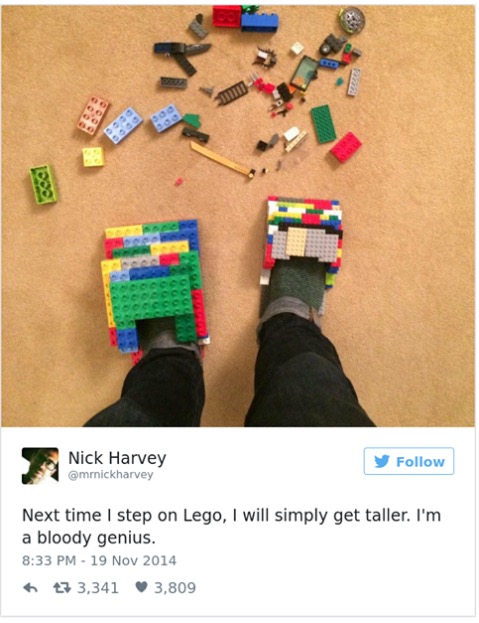 Nick Harvey
@mrnickharvey
Follow
Next time I step on Lego, I will simply get taller. I'm
a bloody genius.
8:33 PM - 19 Nov 2014
3,341 3,809